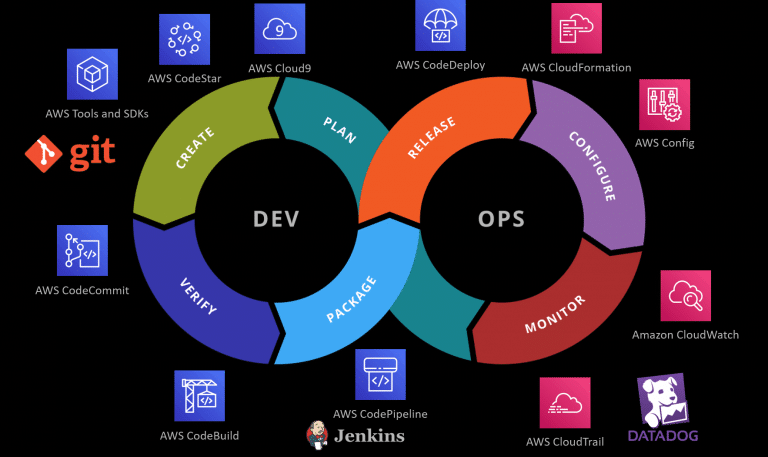 AWS CodeStar
AWS Cloud9
AWS CodeDeploy
AWS CloudFormation
AWS Tools and SDKs
git
CREATE
PLAN
RELEASE
CONFIGURE
AWS Config
DEV
OPS
AWS CodeCommit
VERIFY
PACKAGE
MONITOR
Amazon CloudWatch
AWS CodeBuild
AWS CodePipeline
Jenkins
AWS CloudTrail
DATADOG
9